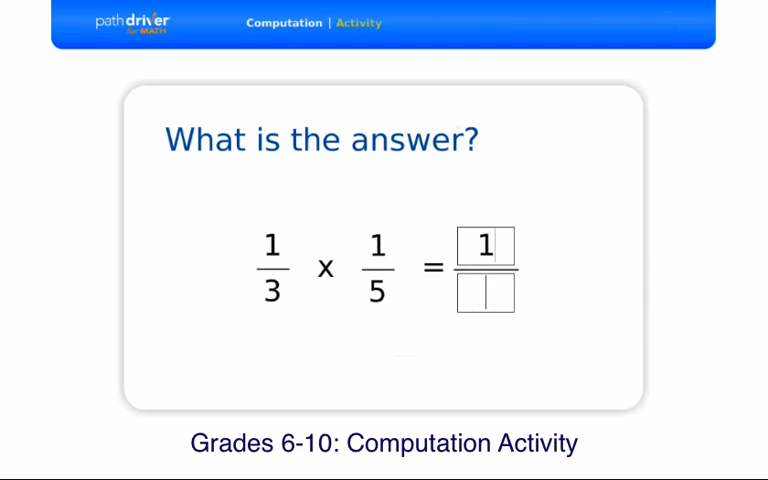 pathdriver
for MATH
Computation | Activity
What is the answer?
1 1 1
x =
3 5
Grades 6-10: Computation Activity